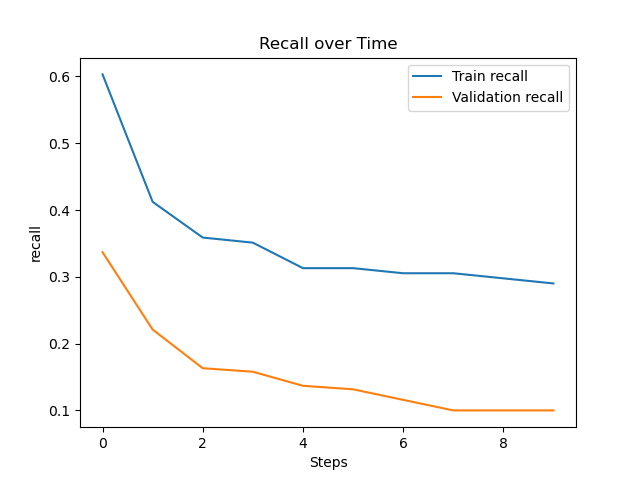 Recall over Time
Train recall
Validation recall
recall
0.6
0.5
0.4
0.3
0.2
0.1
0 2 4 6 8
Steps